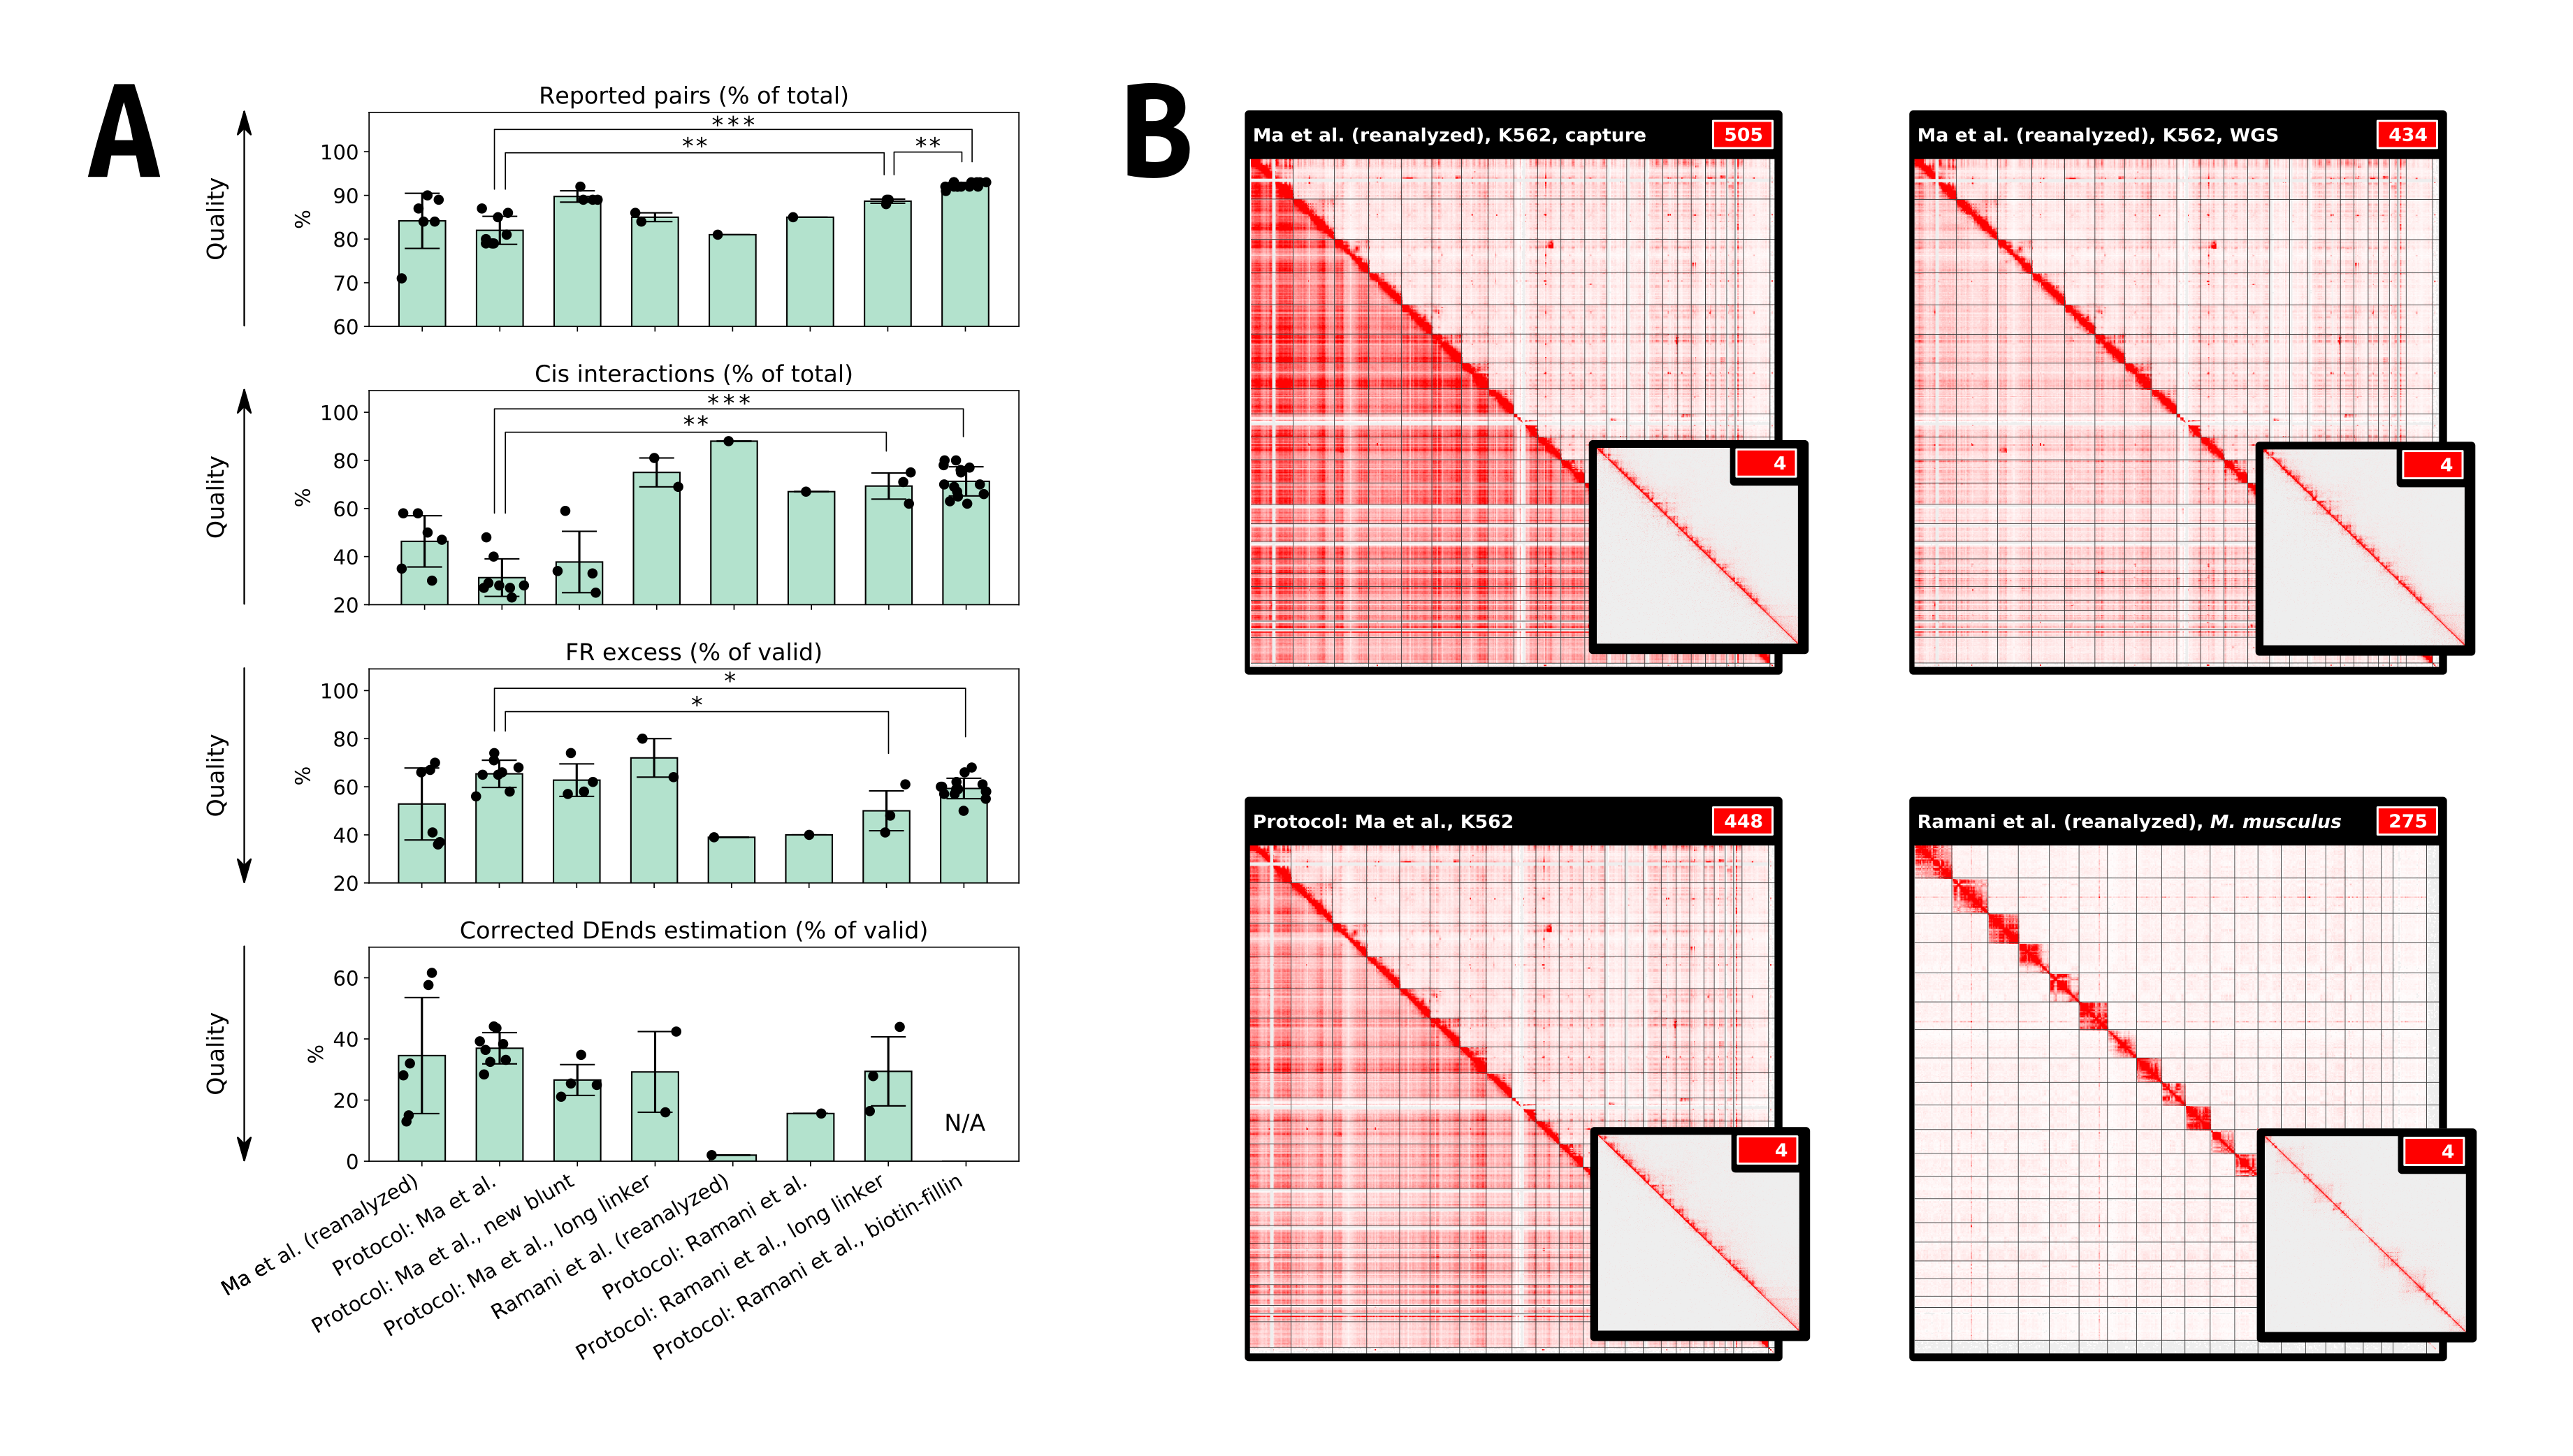 A
Reported pairs (% of total)
Quality
%
100
90
80
70
60
***
**
**
Cis interactions (% of total)
Quality
%
100
80
60
40
20
***
**
FR excess (% of valid)
Quality
%
100
80
60
40
20
*
*
Corrected DEnds estimation (% of valid)
Quality
%
60
40
20
0
N/A
Ma et al. (reanalyzed)
Protocol: Ma et al.
Protocol: Ma et al., new blunt
Protocol: Ma et al., long linker
Ramani et al. (reanalyzed)
Protocol: Ramani et al.
Protocol: Ramani et al., long linker
Protocol: Ramani et al., biotin-fillin
B
Ma et al. (reanalyzed), K562, capture 505
4
Ma et al. (reanalyzed), K562, WGS 434
4
Protocol: Ma et al., K562 448
4
Ramani et al. (reanalyzed), M. musculus 275
4